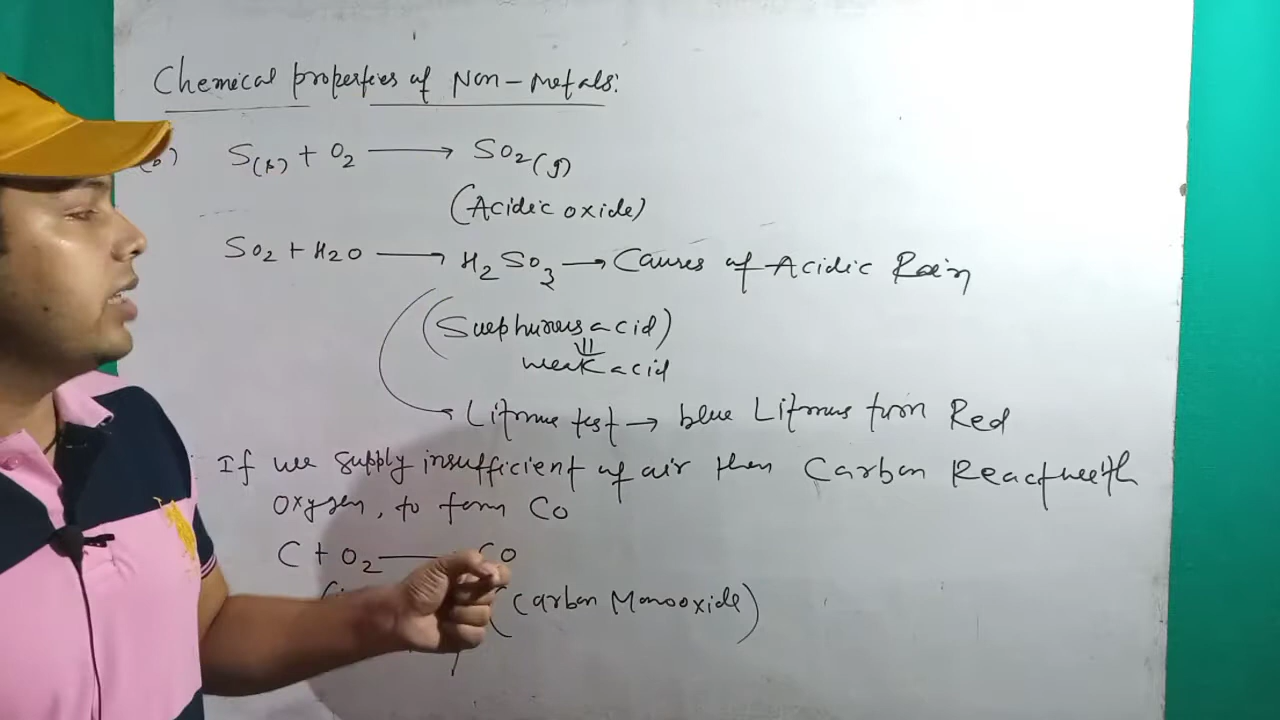 Chemical properties of Non-Metals:
(b) S(s) + O2 → SO2(g)
(Acidic oxide)
SO2 + H2O → H2SO3 → Causes of Acidic Rain
(Sulphurous acid)
weak acid
Litmus test → blue Litmus turn Red
If we supply insufficient of air then Carbon React with
oxygen, to form Co
C + O2 → CO
(Carbon Monooxide)